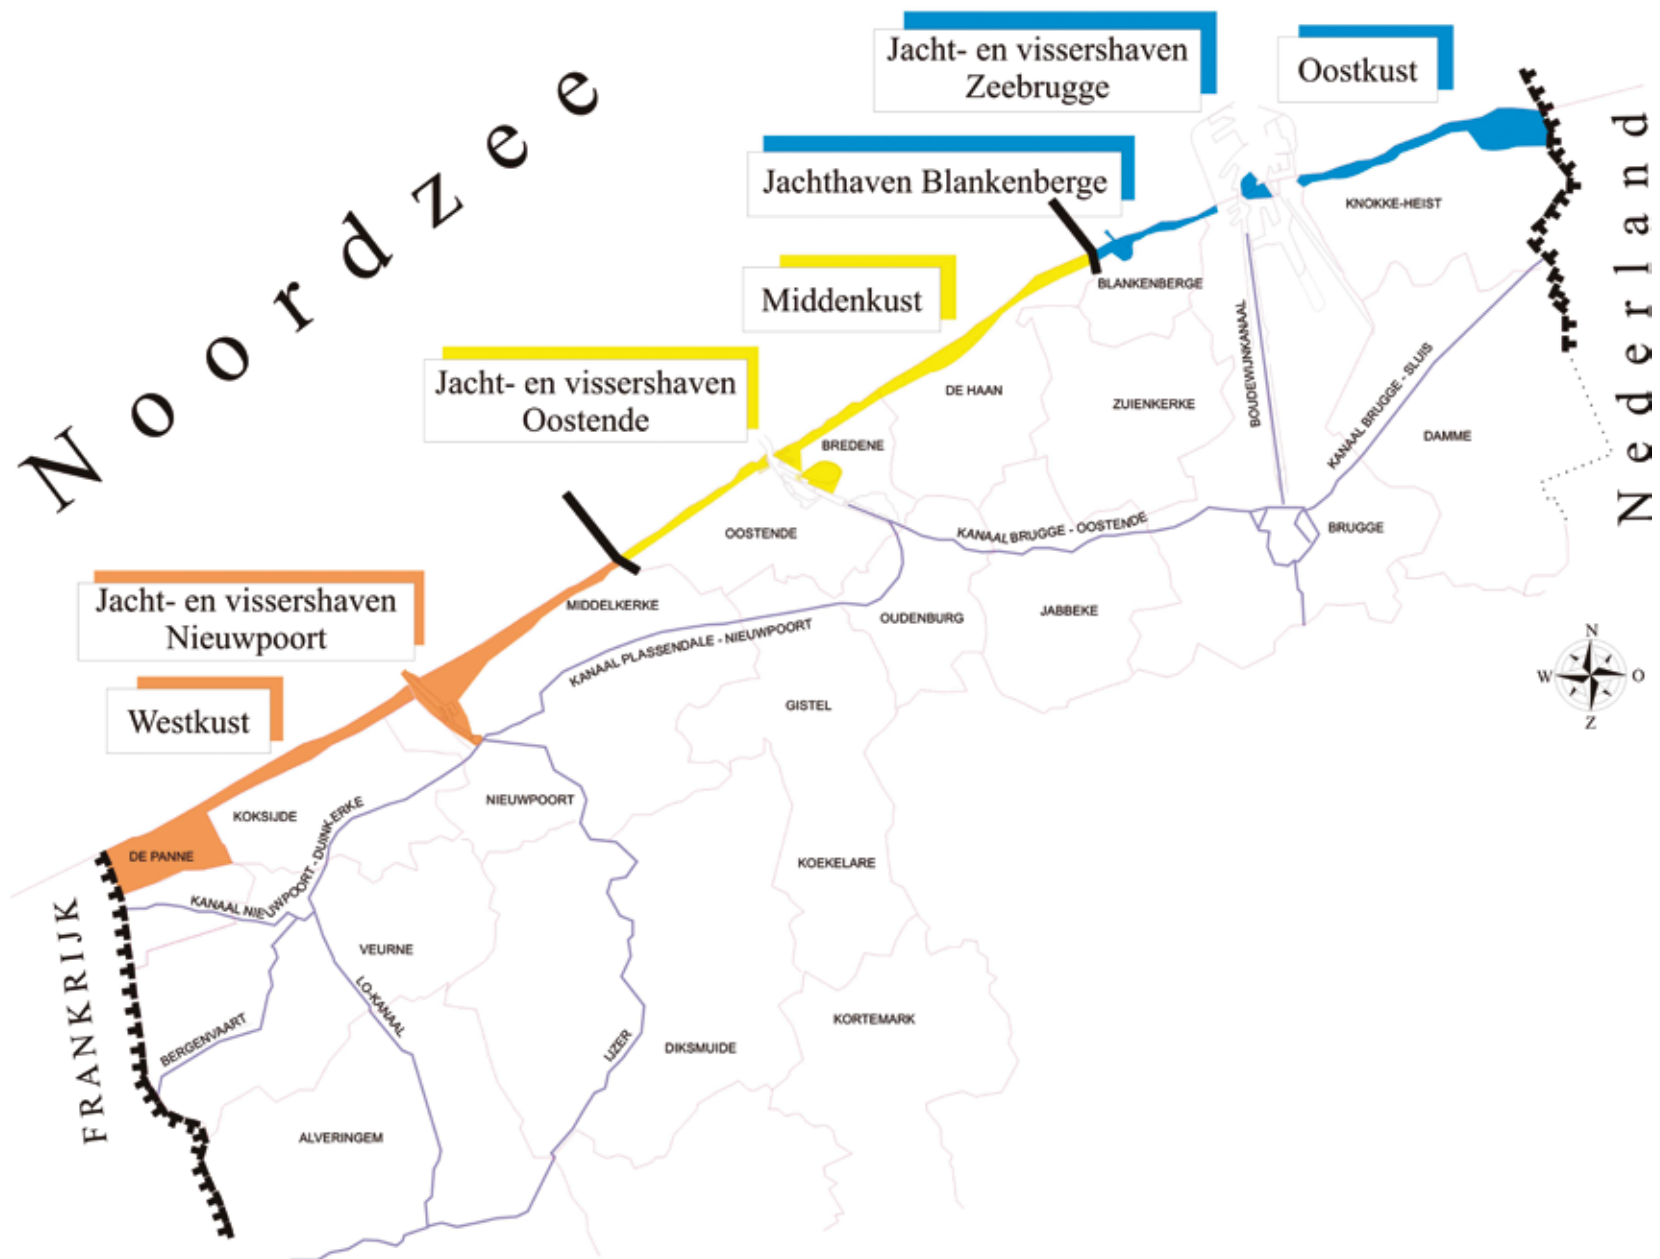 Noordzee
Jacht- en vissershaven
Zeebrugge
Oostkust
Jachthaven Blankenberge
Middenkust
Jacht- en vissershaven
Oostende
Jacht- en vissershaven
Nieuwpoort
Westkust
Nederland
FRANKRIJK
KNOKKE-HEIST
BLANKENBERGE
BOUDEWIJNKANAAL
KANAAL BRUGGE - SLUIS
DE HAAN
ZUIENKERKE
DAMME
BREDENE
OOSTENDE
KANAAL BRUGGE - OOSTENDE
BRUGGE
MIDDELKERKE
KANAAL PLASSENDALE - NIEUWPOORT
OUDENBURG
JABBEKE
GISTEL
N
W
O
Z
NIEUWPOORT
KOKSIJDE
DE PANNE
KANAAL NIEUWPOORT - DUINKERKE
KOEKELARE
VEURNE
LO-KANAAL
BERGENVAART
IJZER
DIKSMUIDE
KORTEMARK
ALVERINGEM